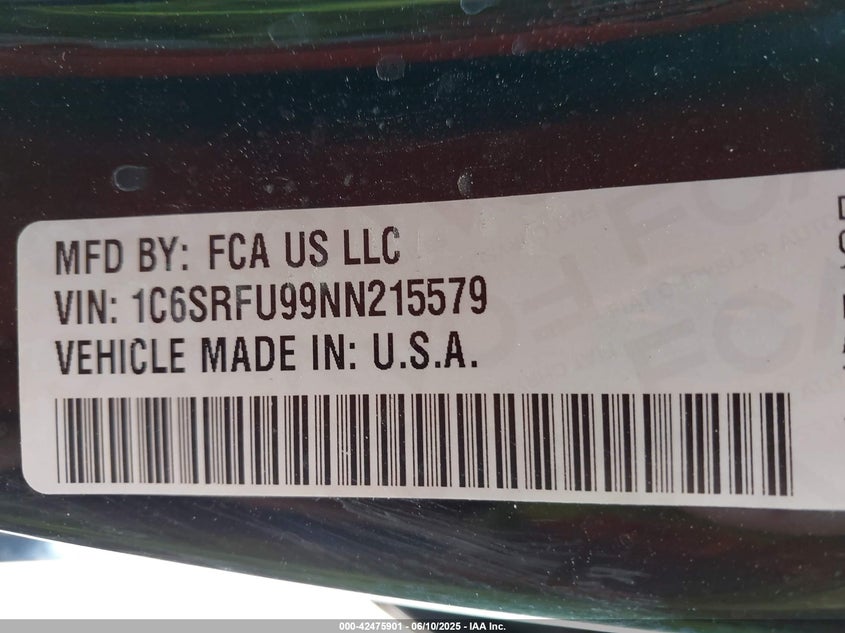 MFD BY: FCA US LLC
VIN: 1C6SRFU99NN215579
VEHICLE MADE IN: U.S.A.
000-42475901 - 06/10/2025 - IAA Inc.